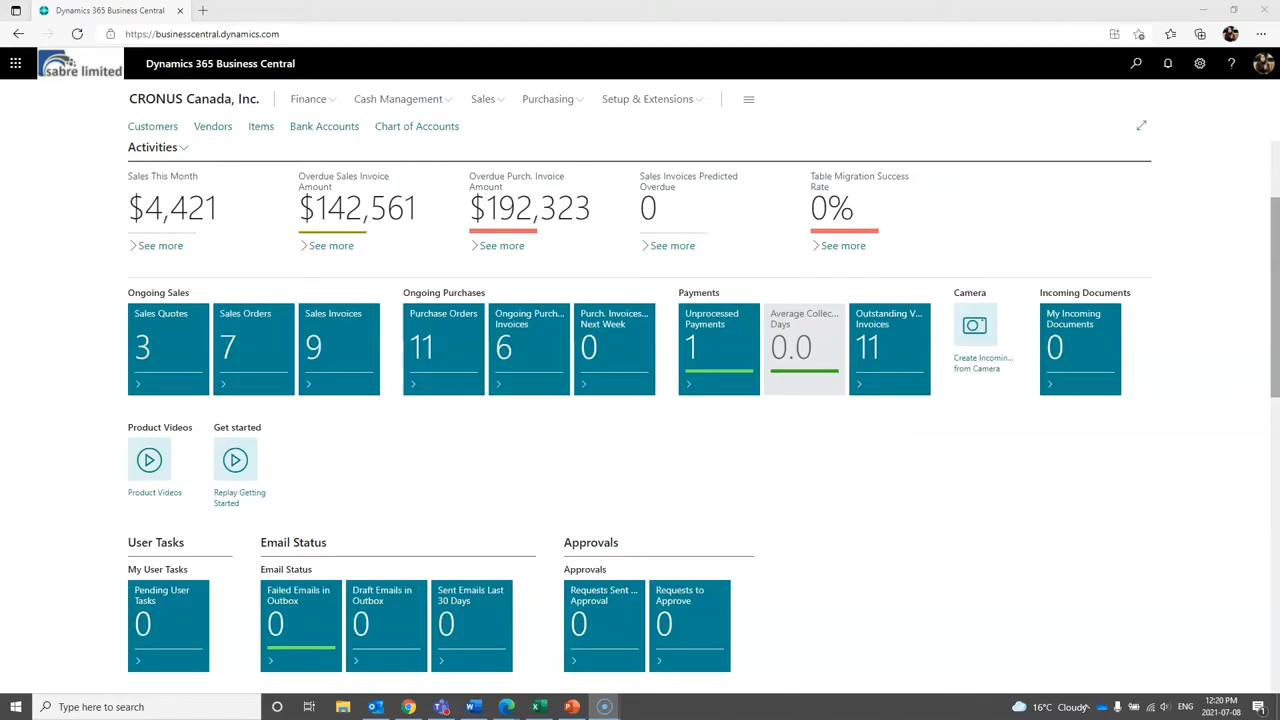 Dynamics 365 Business Central
https://businesscentral.dynamics.com
sabre limited
Dynamics 365 Business Central
CRONUS Canada, Inc.
Finance
Cash Management
Sales
Purchasing
Setup & Extensions
Customers
Vendors
Items
Bank Accounts
Chart of Accounts
Activities
Sales This Month
$4,421
See more
Overdue Sales Invoice
Amount
$142,561
See more
Overdue Purch. Invoice
Amount
$192,323
See more
Sales Invoices Predicted
Overdue
0
See more
Table Migration Success
Rate
0%
See more
Ongoing Sales
Sales Quotes
3
Sales Orders
7
Sales Invoices
9
Ongoing Purchases
Purchase Orders
11
Ongoing Purch...
Invoices
6
Purch. Invoices...
Next Week
0
Payments
Unprocessed
Payments
1
Average Collec...
Days
0.0
Outstanding V...
Invoices
11
Camera
Create Incomin...
from Camera
Incoming Documents
My Incoming
Documents
0
Product Videos
Product Videos
Get started
Replay Getting
Started
User Tasks
My User Tasks
Pending User
Tasks
0
Email Status
Email Status
Failed Emails in
Outbox
0
Draft Emails in
Outbox
0
Sent Emails Last
30 Days
0
Approvals
Approvals
Requests Sent ...
Approval
0
Requests to
Approve
0
Type here to search
16°C Cloudy
ENG
12:20 PM
2021-07-08